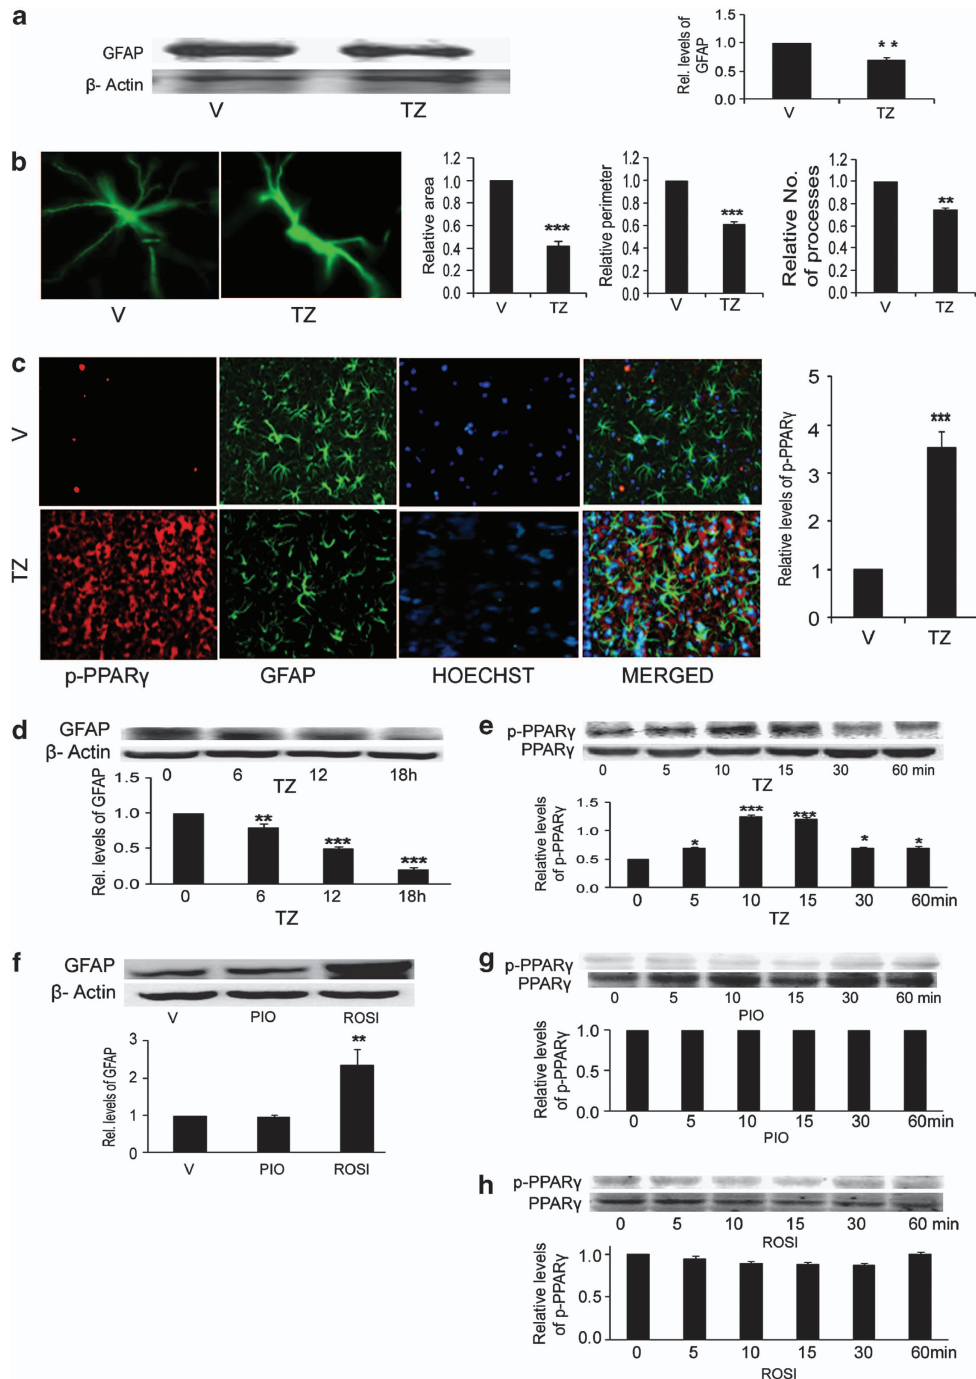 a
GFAP
β- Actin
V TZ
Rel. levels of
GFAP
1.5
1.0
0.5
0.0
* *
V TZ
b
V TZ
Relative area
1.2
1.0
0.8
0.6
0.4
0.2
0.0
***
V TZ
Relative perimeter
1.2
1.0
0.8
0.6
0.4
0.2
0.0
***
V TZ
Relative No.
of processes
1.2
1.0
0.8
0.6
0.4
0.2
0.0
**
V TZ
c
V
TZ
p-PPARγ GFAP HOECHST MERGED
Relative levels of p-PPARγ
5
4
3
2
1
0
***
V TZ
d
GFAP
β- Actin
0 6 12 18h
TZ
Rel. levels of GFAP
1.5
1.0
0.5
0.0
** *** ***
0 6 12 18h
TZ
e
p-PPARγ
PPARγ
0 5 10 15 30 60 min
TZ
Relative levels
of p-PPARγ
1.5
1.0
0.5
0.0
* *** *** * *
0 5 10 15 30 60min
TZ
f
GFAP
β- Actin
V PIO ROSI
Rel. levels of GFAP
3
2
1
0
**
V PIO ROSI
g
p-PPARγ
PPARγ
0 5 10 15 30 60 min
PIO
Relative levels
of p-PPARγ
1.0
0.5
0.0
0 5 10 15 30 60min
PIO
h
p-PPARγ
PPARγ
0 5 10 15 30 60 min
ROSI
Relative levels
of p-PPARγ
1.0
0.5
0.0
0 5 10 15 30 60min
ROSI